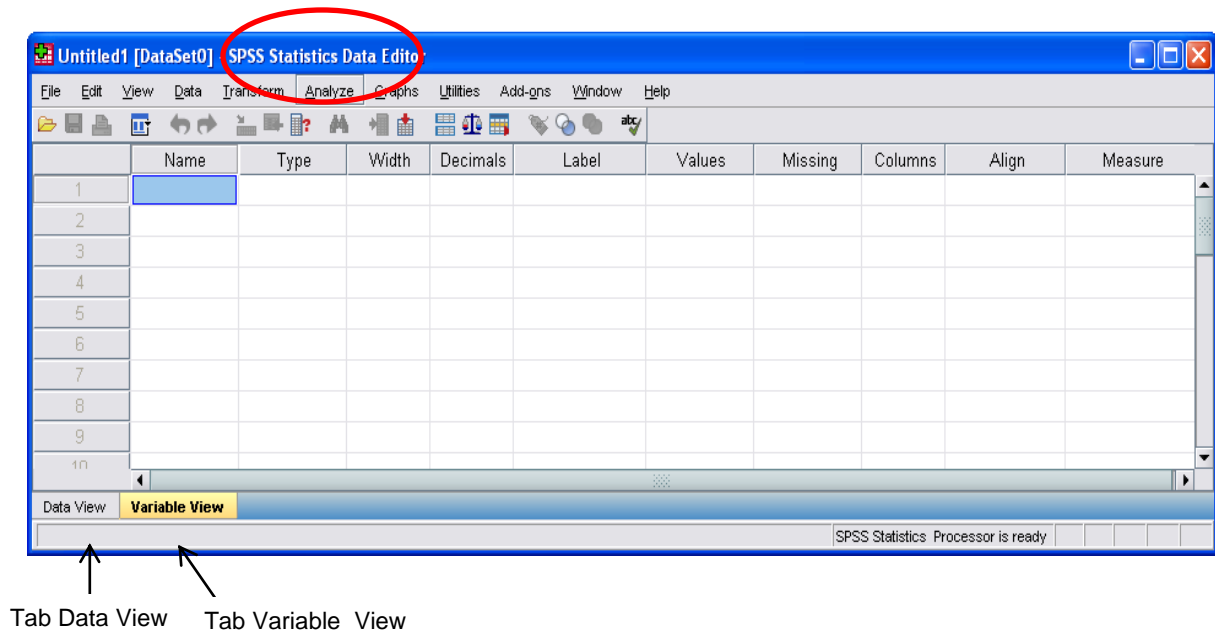 Untitled1 [DataSet0] - SPSS Statistics Data Editor
File Edit View Data Transform Analyze Graphs Utilities Add-ons Window Help
Name Type Width Decimals Label Values Missing Columns Align Measure
1
2
3
4
5
6
7
8
9
10
Data View Variable View
SPSS Statistics Processor is ready
Tab Data View Tab Variable View